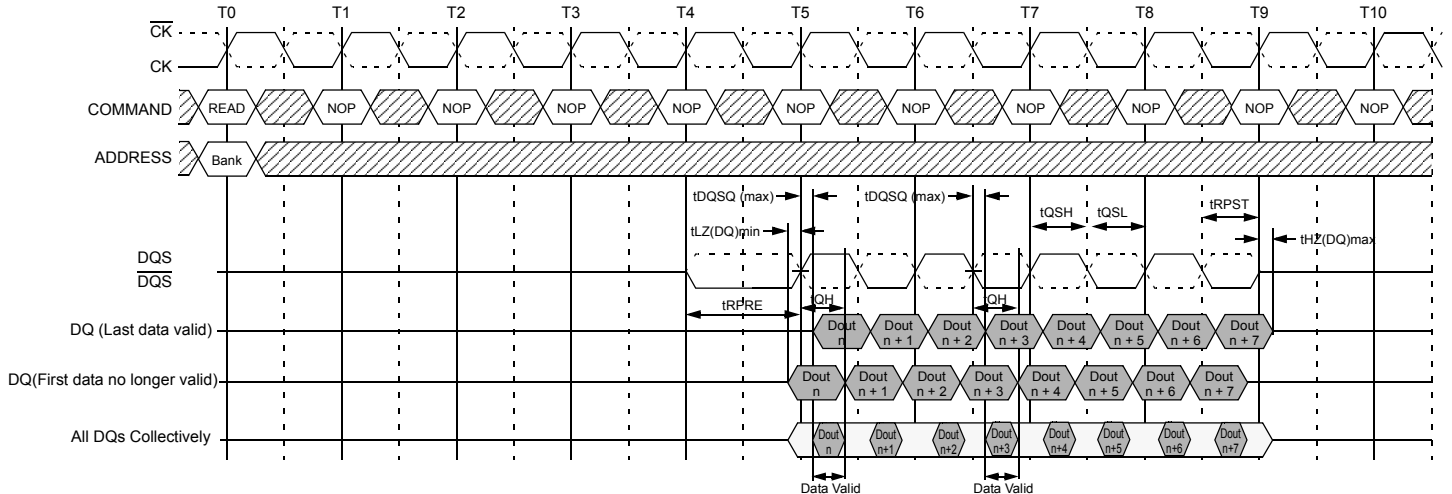 T0 T1 T2 T3 T4 T5 T6 T7 T8 T9 T10
CK
CK
COMMAND READ NOP NOP NOP NOP NOP NOP NOP NOP NOP NOP
ADDRESS Bank
tDQSQ (max) tDQSQ (max) tQSH tQSL tRPST
tLZ(DQ)min tHZ(DQ)max
DQS
DQS
tRPRE tQH tQH
DQ (Last data valid) Dout n Dout n + 1 Dout n + 2 Dout n + 3 Dout n + 4 Dout n + 5 Dout n + 6 Dout n + 7
DQ(First data no longer valid) Dout n Dout n + 1 Dout n + 2 Dout n + 3 Dout n + 4 Dout n + 5 Dout n + 6 Dout n + 7
All DQs Collectively Dout n Dout n+1 Dout n+2 Dout n+3 Dout n+4 Dout n+5 Dout n+6 Dout n+7
Data Valid Data Valid